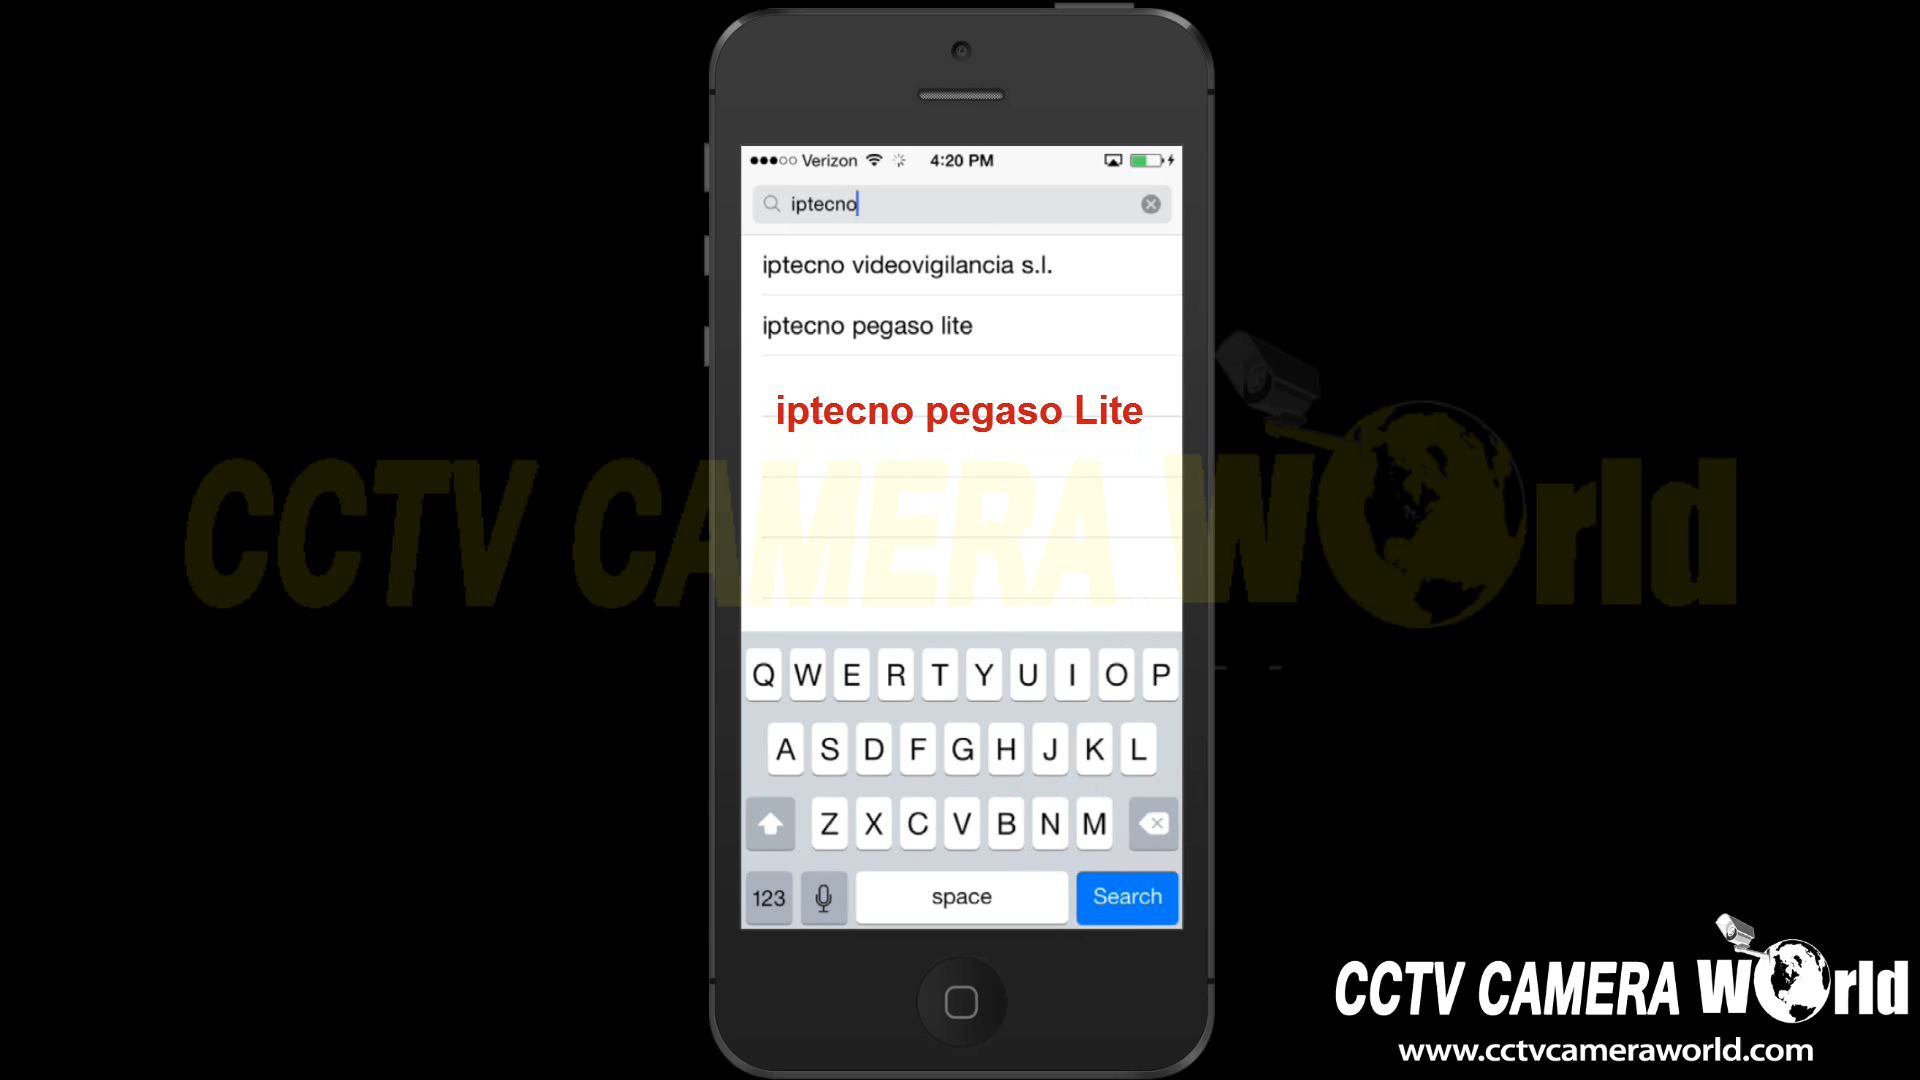 Verizon 4:20 PM
iptecno
iptecno videovigilancia s.l.
iptecno pegaso lite
iptecno pegaso Lite
CCTV CAMERA World
Q W E R T Y U I O P
A S D F G H J K L
Z X C V B N M
123 space Search
CCTV CAMERA World
www.cctvcameraworld.com